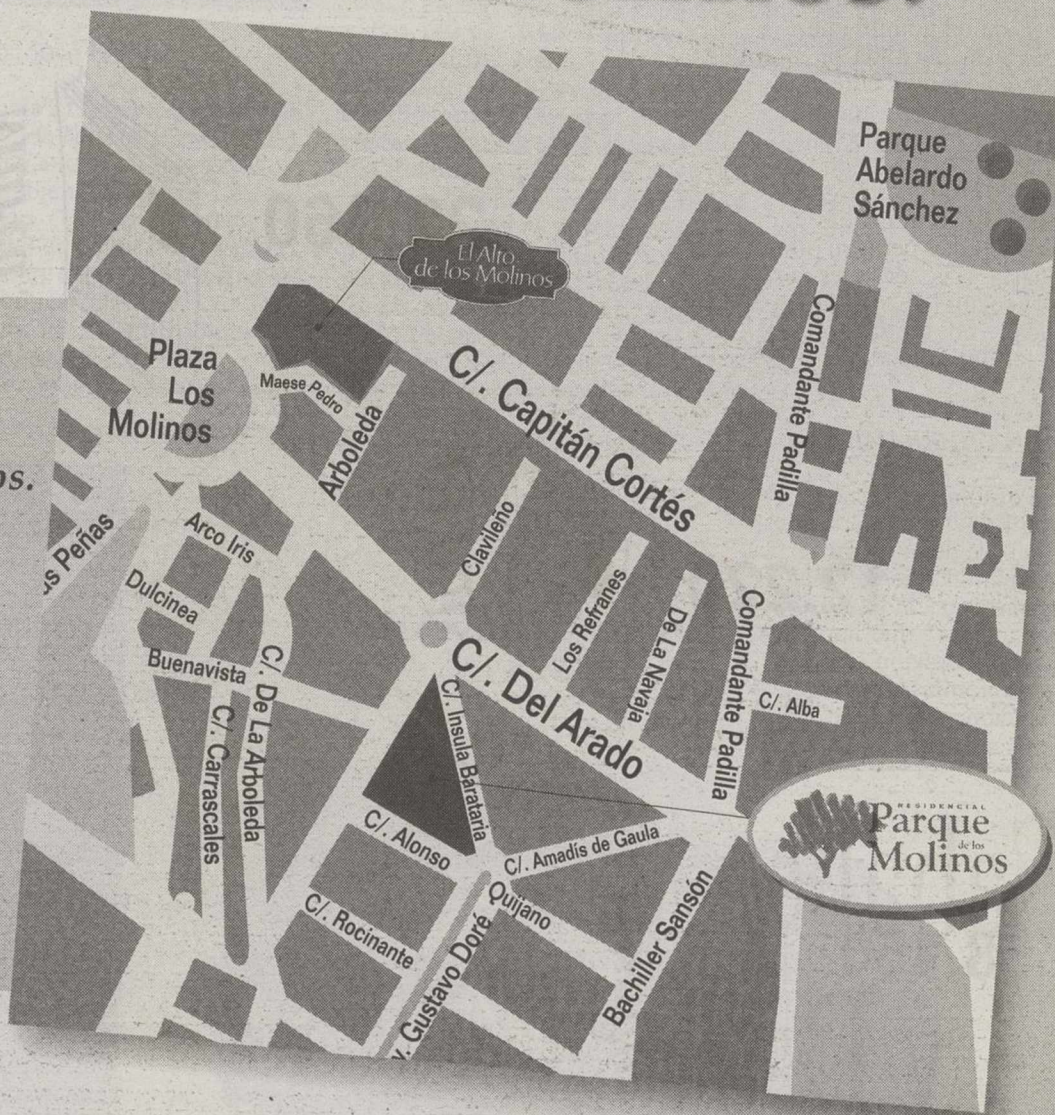 Parque
Abelardo
Sánchez
El Alto
de los Molinos
Comandante Padilla
Plaza
Los
Molinos
Maese Pedro
C/. Capitán Cortés
Arboleda
os.
Clavileño
Arco Iris
as Peñas
Dulcinea
Los Refranes
De La Navaja
Comandante Padilla
Buenavista
C/. De La Arboleda
C/. Carrascales
C/. Del Arado
C/. Insula Barataria
C/. Alba
RESIDENCIAL
Parque
de los
Molinos
C/. Alonso
Quijano
C/. Amadís de Gaula
C/. Rocinante
v. Gustavo Doré
Bachiller Sansón